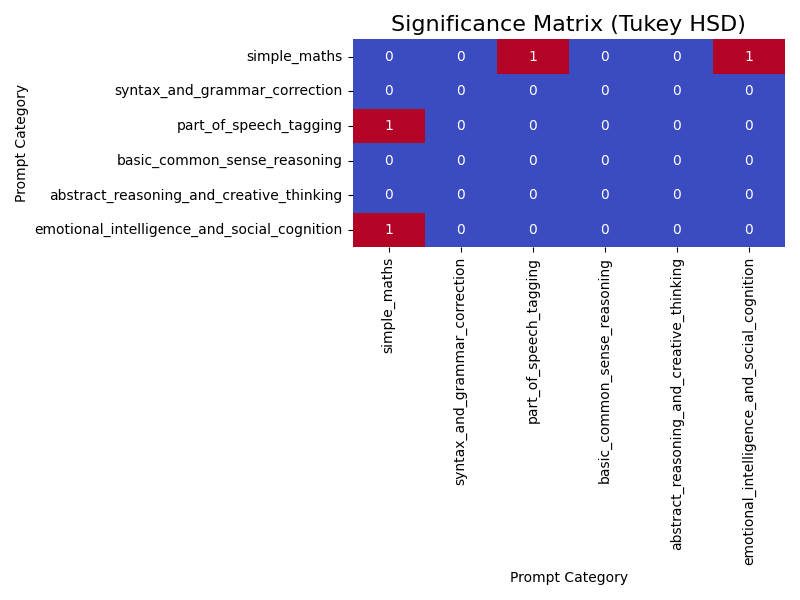 Significance Matrix (Tukey HSD)
Prompt Category
simple_maths 0 0 1 0 0 1
syntax_and_grammar_correction 0 0 0 0 0 0
part_of_speech_tagging 1 0 0 0 0 0
basic_common_sense_reasoning 0 0 0 0 0 0
abstract_reasoning_and_creative_thinking 0 0 0 0 0 0
emotional_intelligence_and_social_cognition 1 0 0 0 0 0
simple_maths
syntax_and_grammar_correction
part_of_speech_tagging
basic_common_sense_reasoning
abstract_reasoning_and_creative_thinking
emotional_intelligence_and_social_cognition
Prompt Category